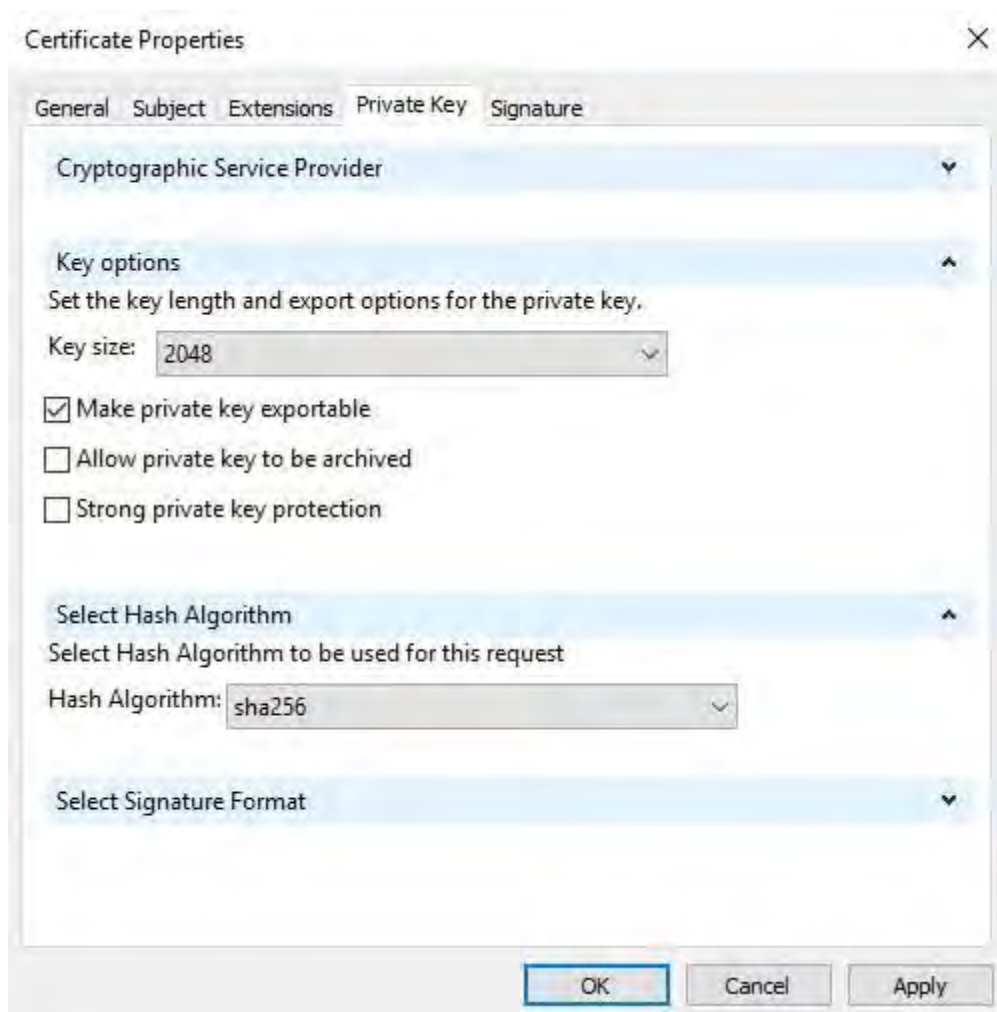 Certificate Properties
General Subject Extensions Private Key Signature
Cryptographic Service Provider
Key options
Set the key length and export options for the private key.
Key size: 2048
Make private key exportable
Allow private key to be archived
Strong private key protection
Select Hash Algorithm
Select Hash Algorithm to be used for this request
Hash Algorithm: sha256
Select Signature Format
OK Cancel Apply